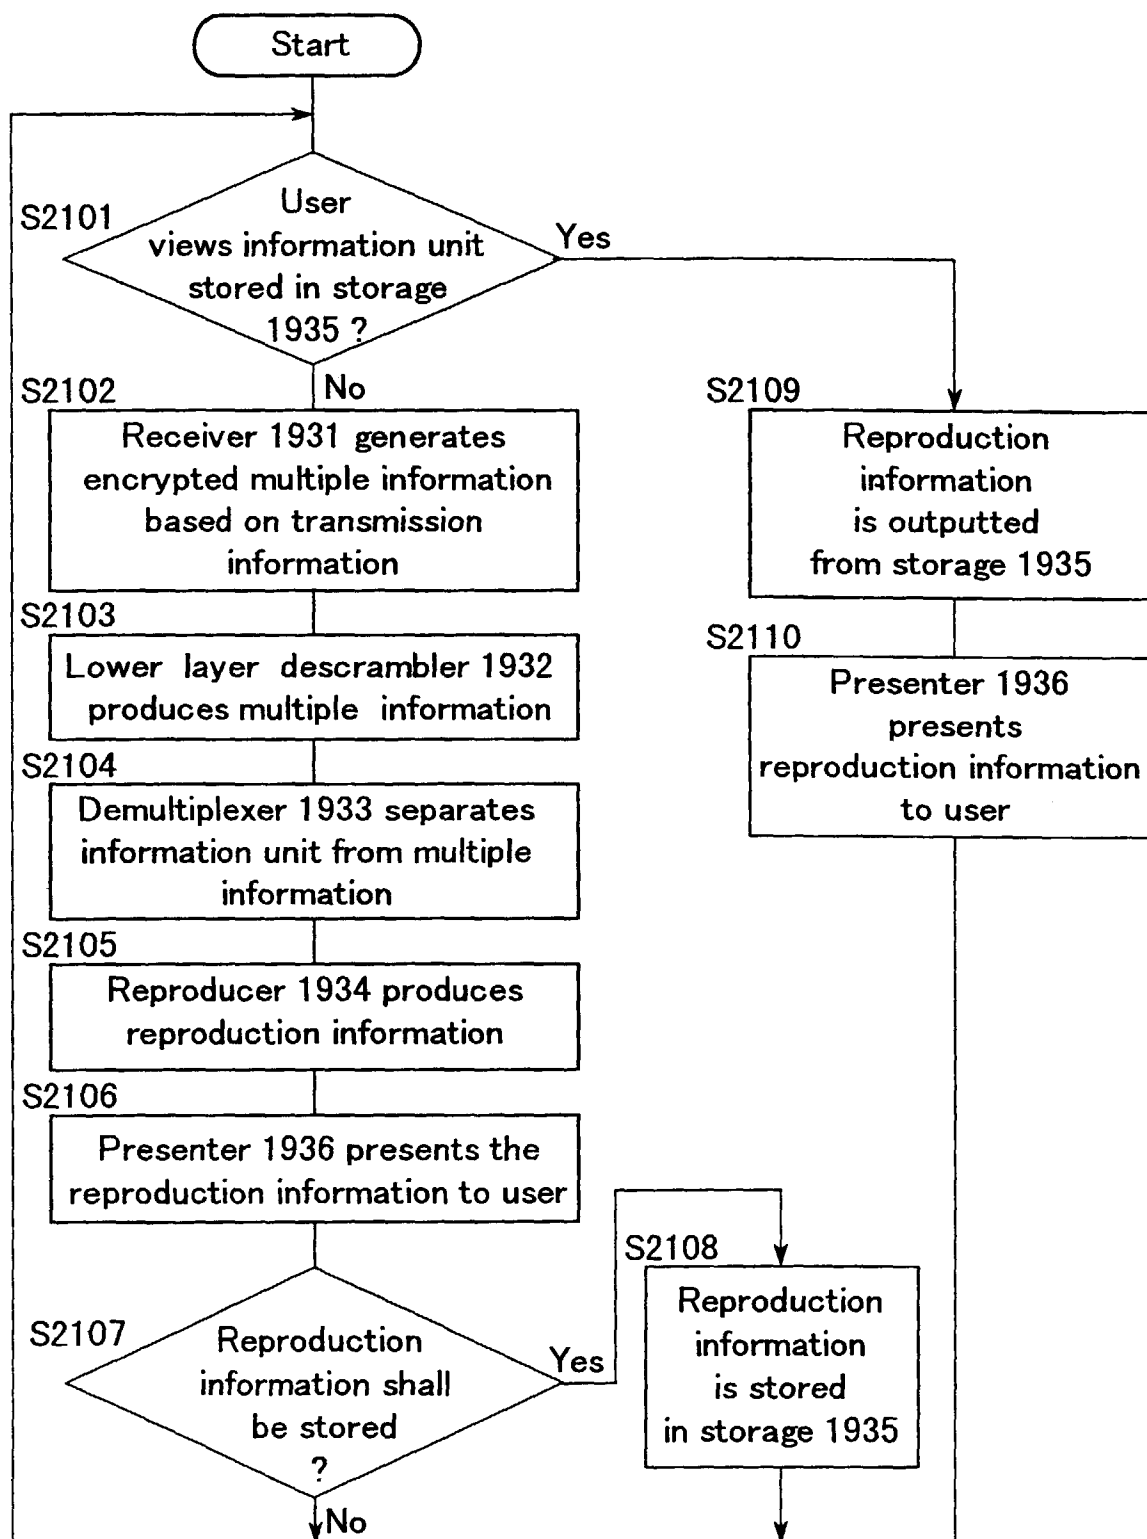 Start
S2101
User
views information unit
stored in storage
1935 ?
Yes
No
S2102
Receiver 1931 generates
encrypted multiple information
based on transmission
information
S2103
Lower layer descrambler 1932
produces multiple information
S2104
Demultiplexer 1933 separates
information unit from multiple
information
S2105
Reproducer 1934 produces
reproduction information
S2106
Presenter 1936 presents the
reproduction information to user
S2107
Reproduction
information shall
be stored
?
Yes
No
S2108
Reproduction
information
is stored
in storage 1935
S2109
Reproduction
information
is outputted
from storage 1935
S2110
Presenter 1936
presents
reproduction information
to user